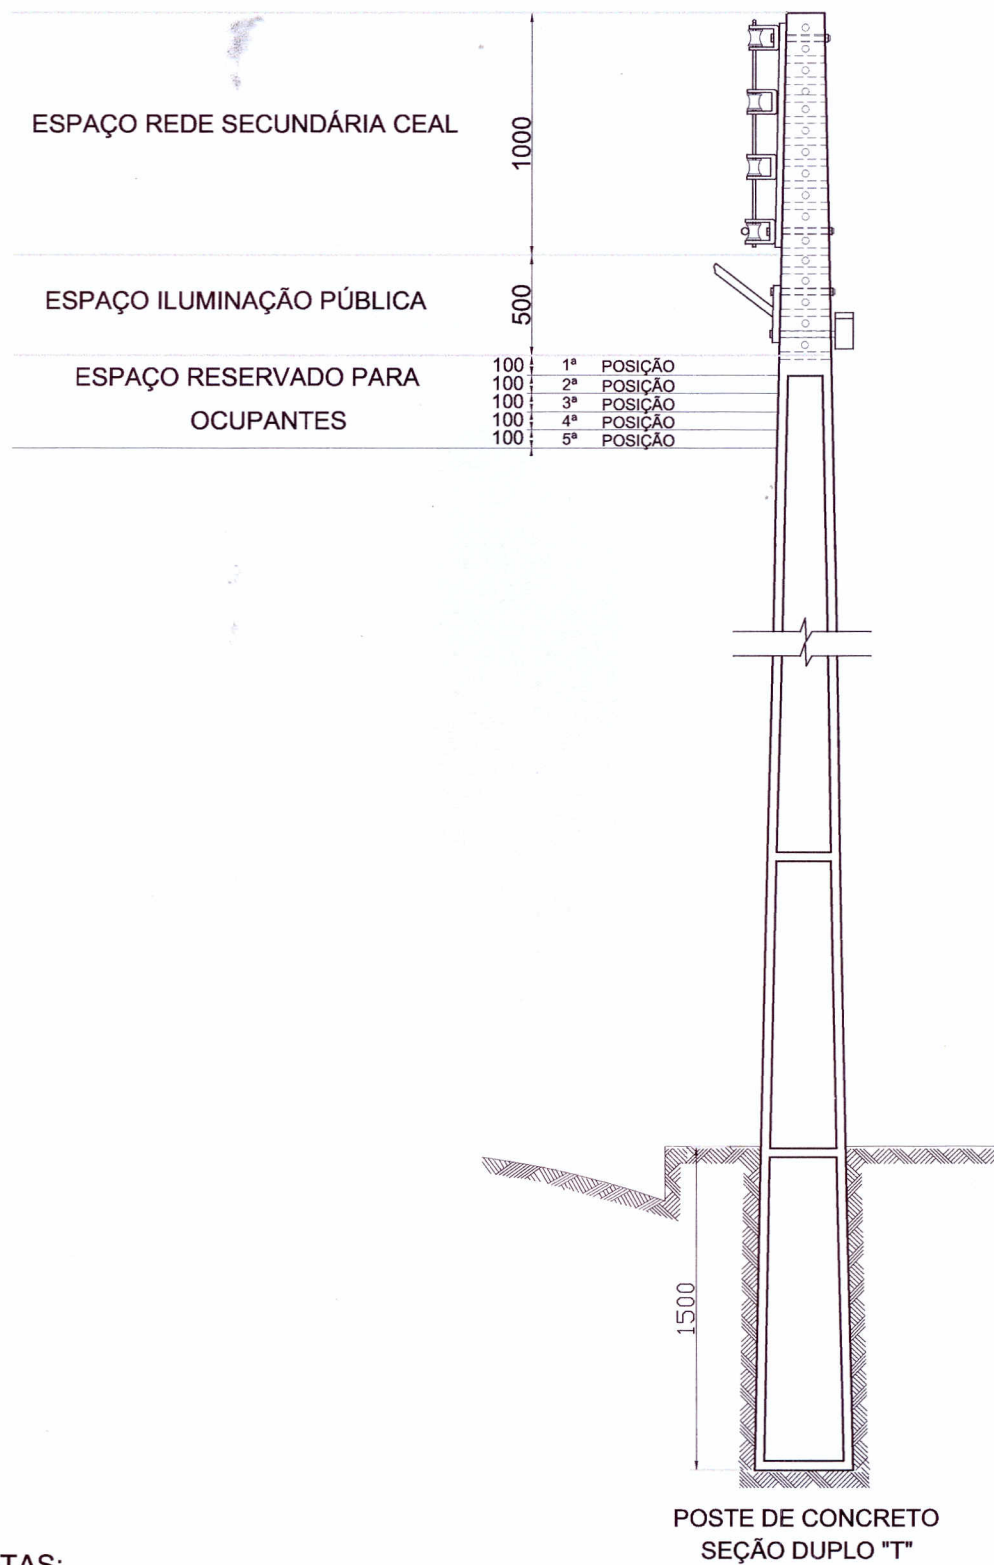 ESPAÇO REDE SECUNDÁRIA CEAL
1000
ESPAÇO ILUMINAÇÃO PÚBLICA
500
ESPAÇO RESERVADO PARA
OCUPANTES
100 1ª POSIÇÃO
100 2ª POSIÇÃO
100 3ª POSIÇÃO
100 4ª POSIÇÃO
100 5ª POSIÇÃO
1500
POSTE DE CONCRETO
SEÇÃO DUPLO "T"
TAS: